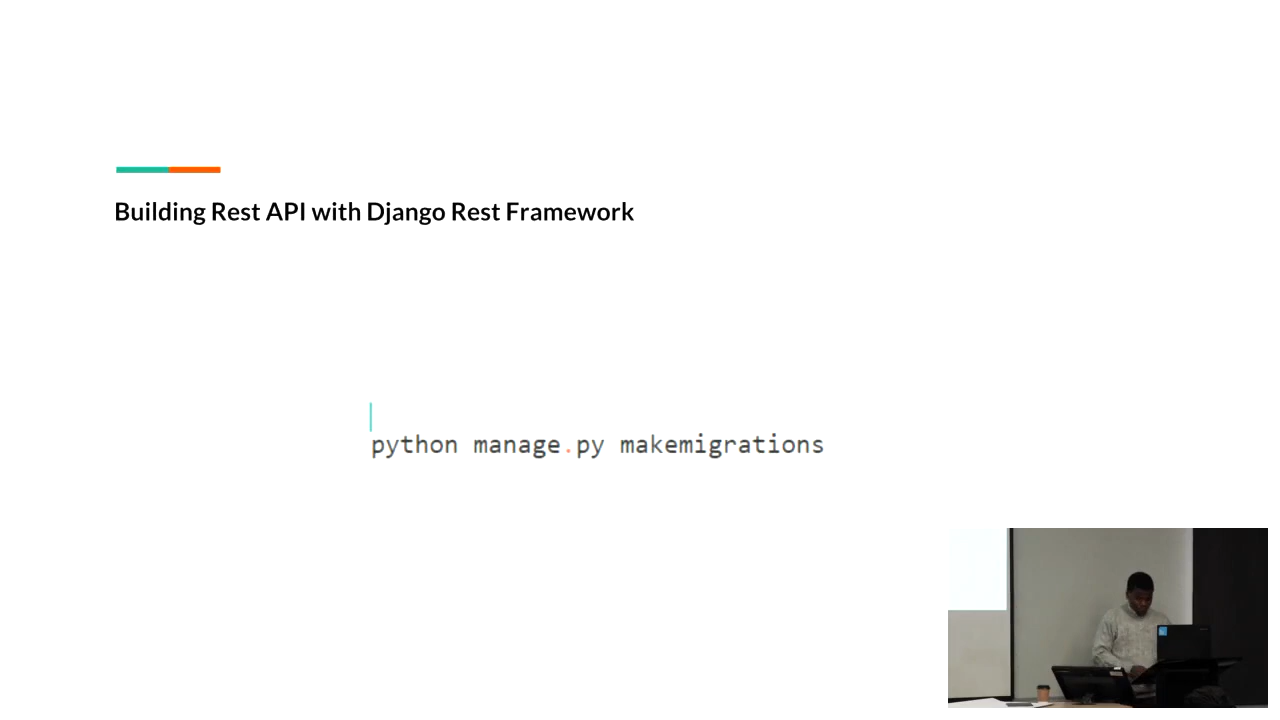 Building Rest API with Django Rest Framework
python manage.py makemigrations